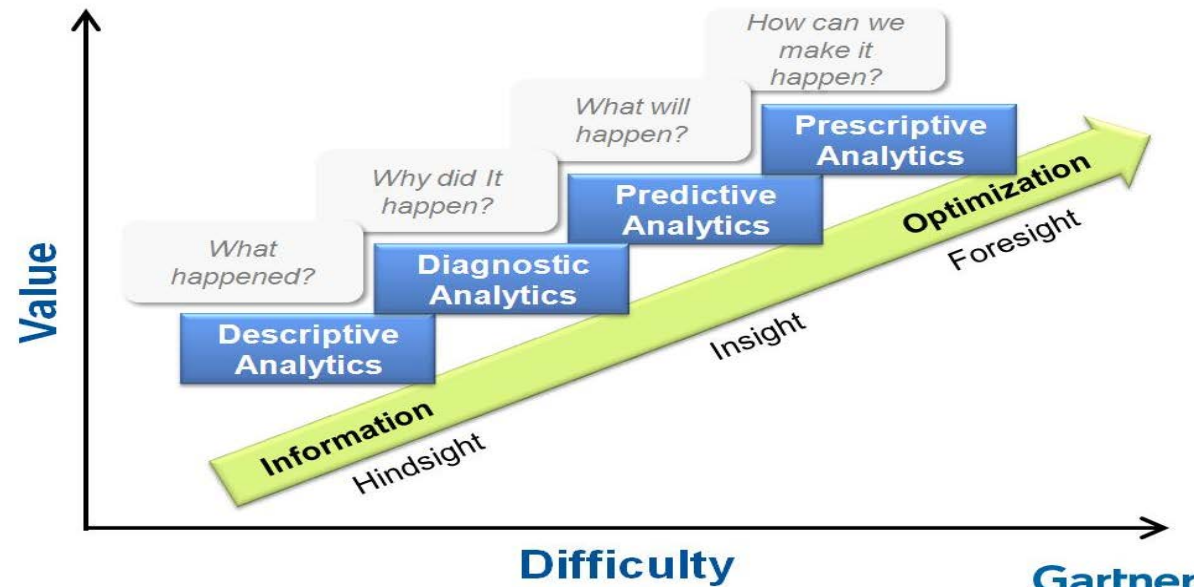 How can we
make it
happen?
What will
happen?
Prescriptive
Analytics
Why did It
happen?
Predictive
Analytics
What
happened?
Diagnostic
Analytics
Descriptive
Analytics
Value
Information
Hindsight
Insight
Optimization
Foresight
Difficulty
Gartner